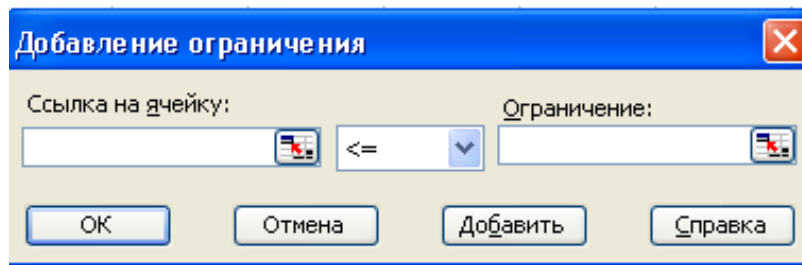 Добавление ограничения
Ссылка на ячейку: Ограничение:
<=
ОК Отмена Добавить Справка